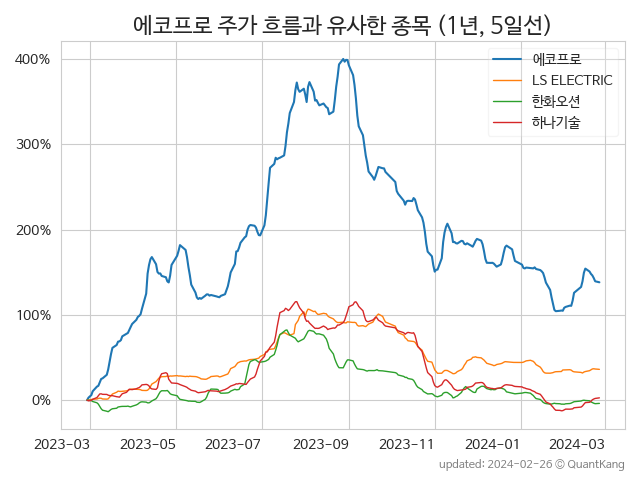 에코프로 주가 흐름과 유사한 종목 (1년, 5일선)
에코프로
LS ELECTRIC
한화오션
하나기술
400%
300%
200%
100%
0%
2023-03 2023-05 2023-07 2023-09 2023-11 2024-01 2024-03
updated: 2024-02-26 © QuantKang